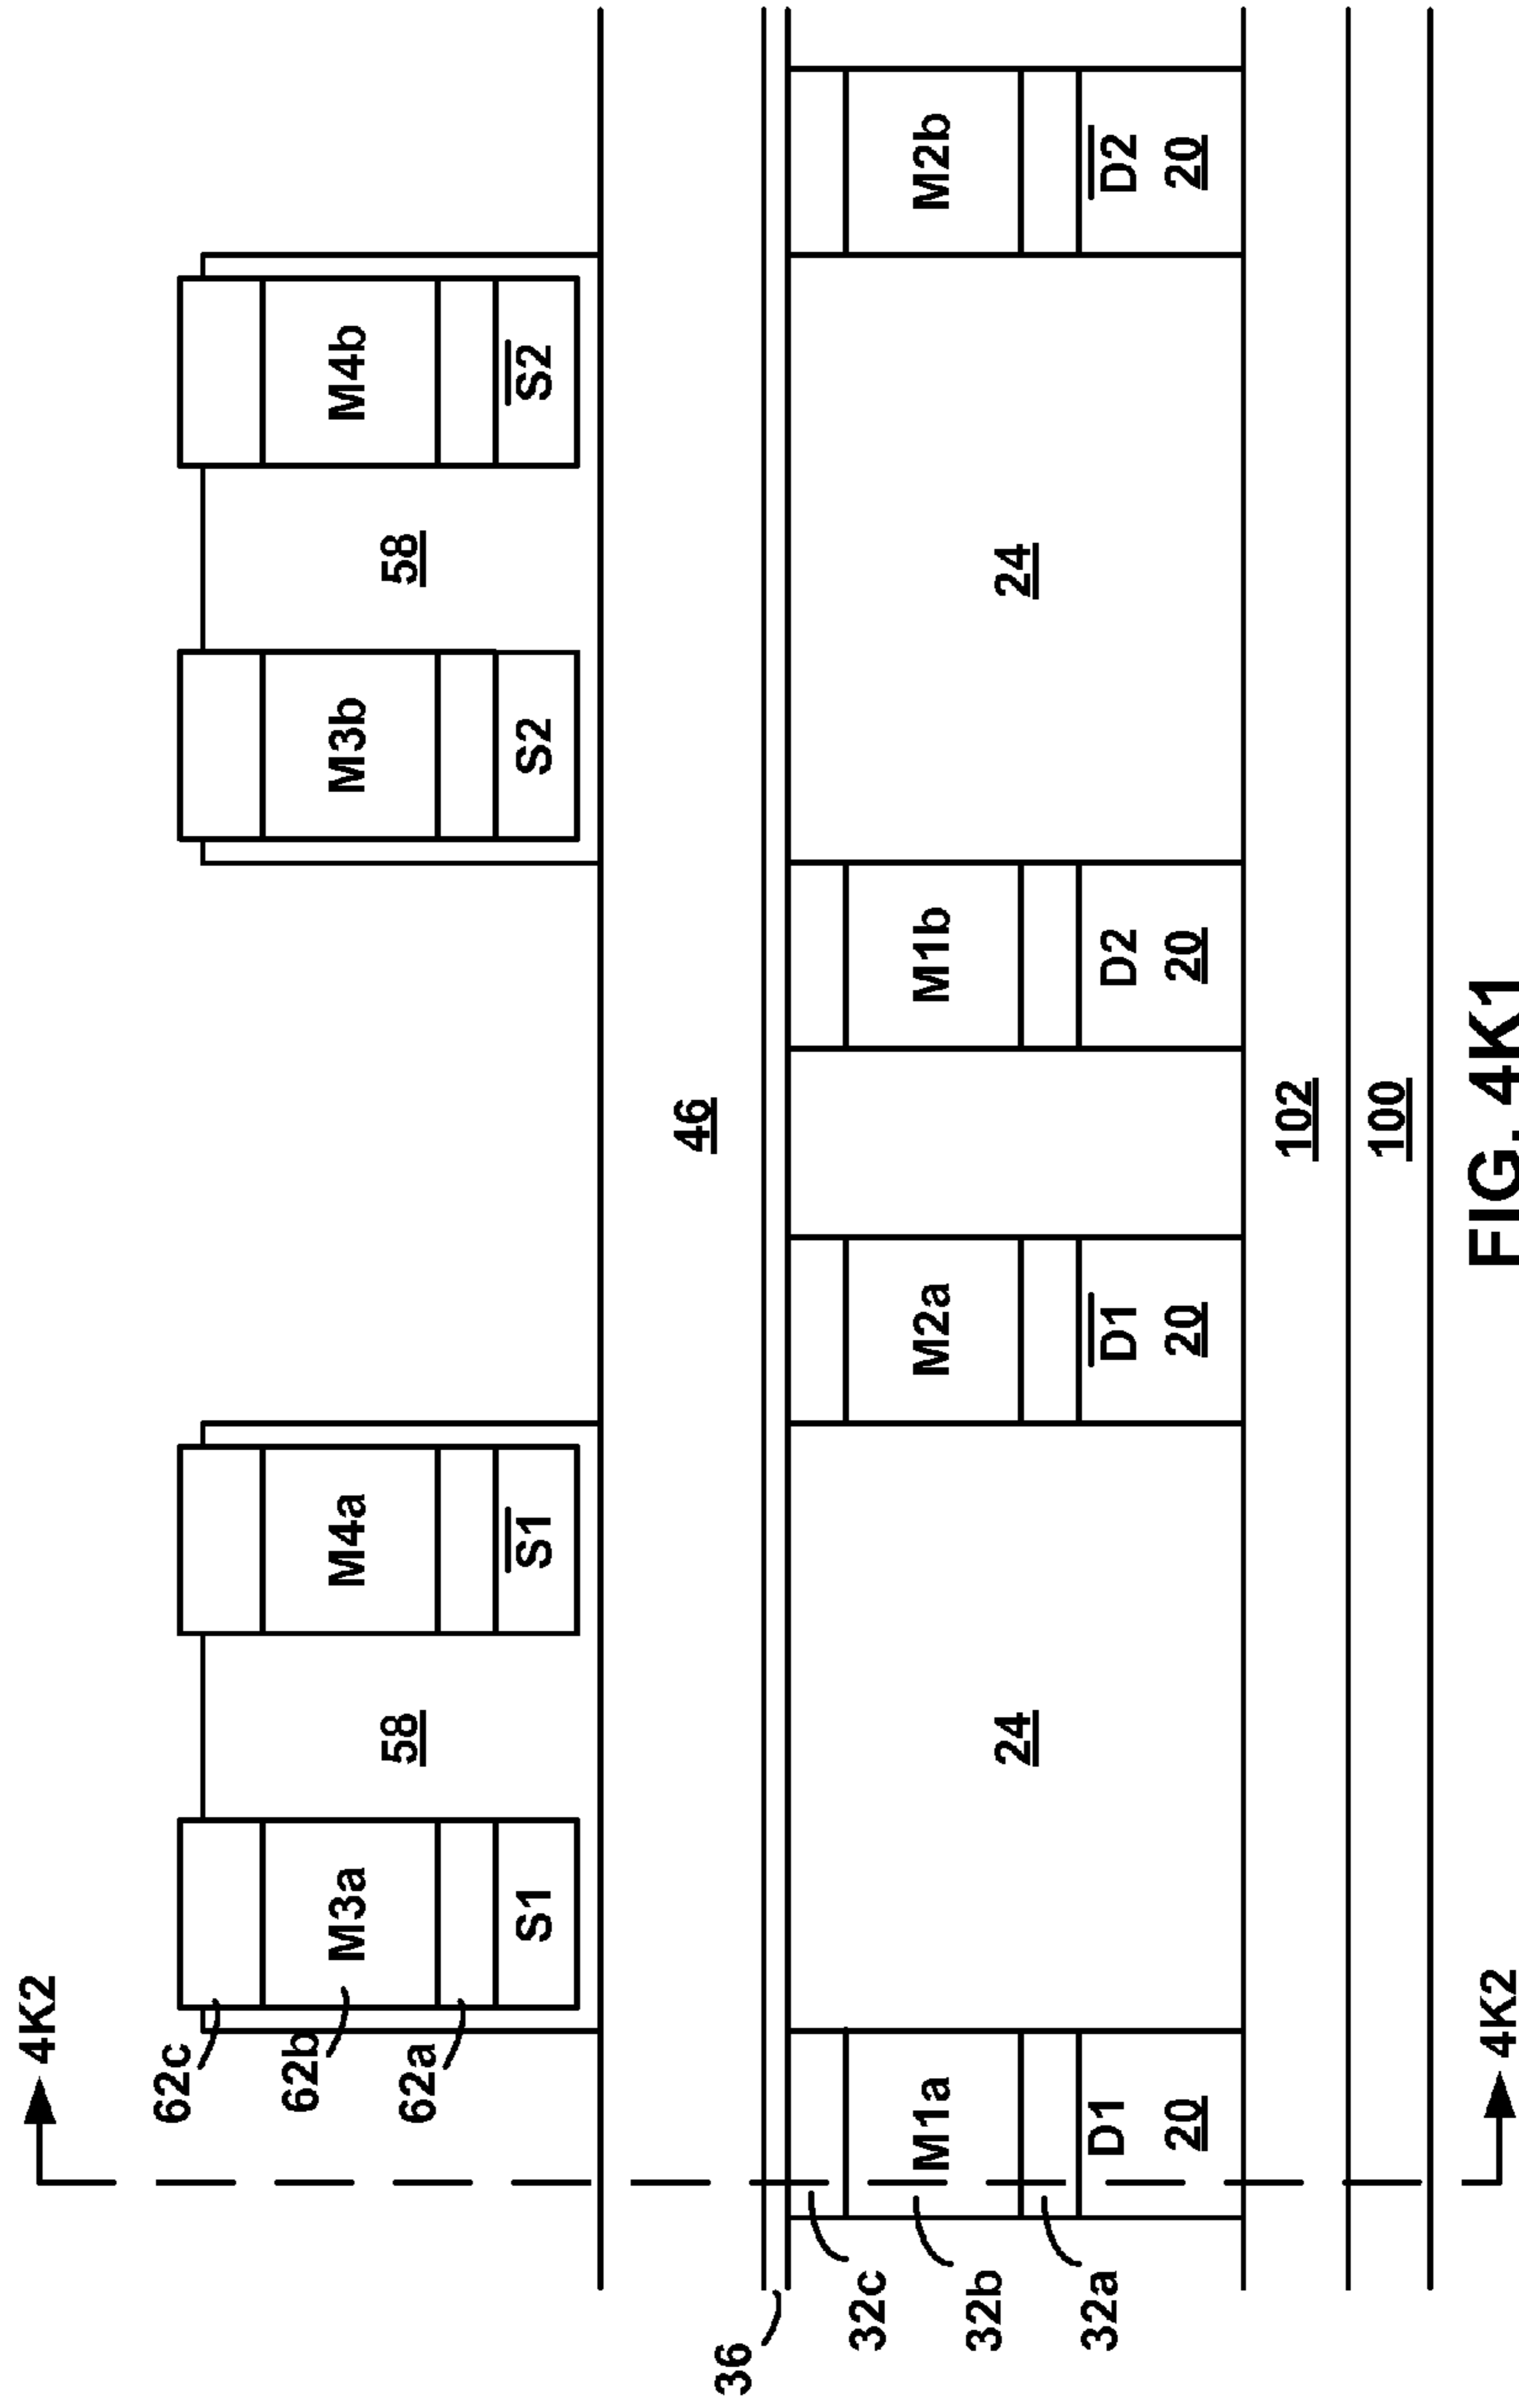 4K2
62c
62b M3a M4a M3b M4b
62a 58 58
S1 S̅1̅ S2 S̅2̅
46
36
32c M1a M2a M1b M2b
32b 24 24
32a D1 D̅1̅ D2 D̅2̅
20 20 20 20
102
100
4K2
FIG. 4K1